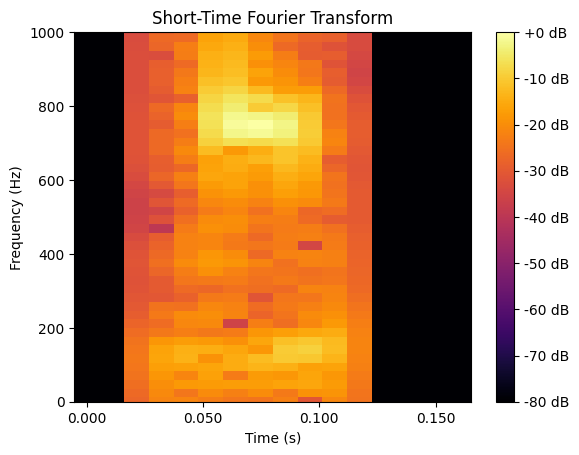 Short-Time Fourier Transform
Frequency (Hz)
1000
800
600
400
200
0
0.000
0.050
0.100
0.150
Time (s)
+0 dB
-10 dB
-20 dB
-30 dB
-40 dB
-50 dB
-60 dB
-70 dB
-80 dB